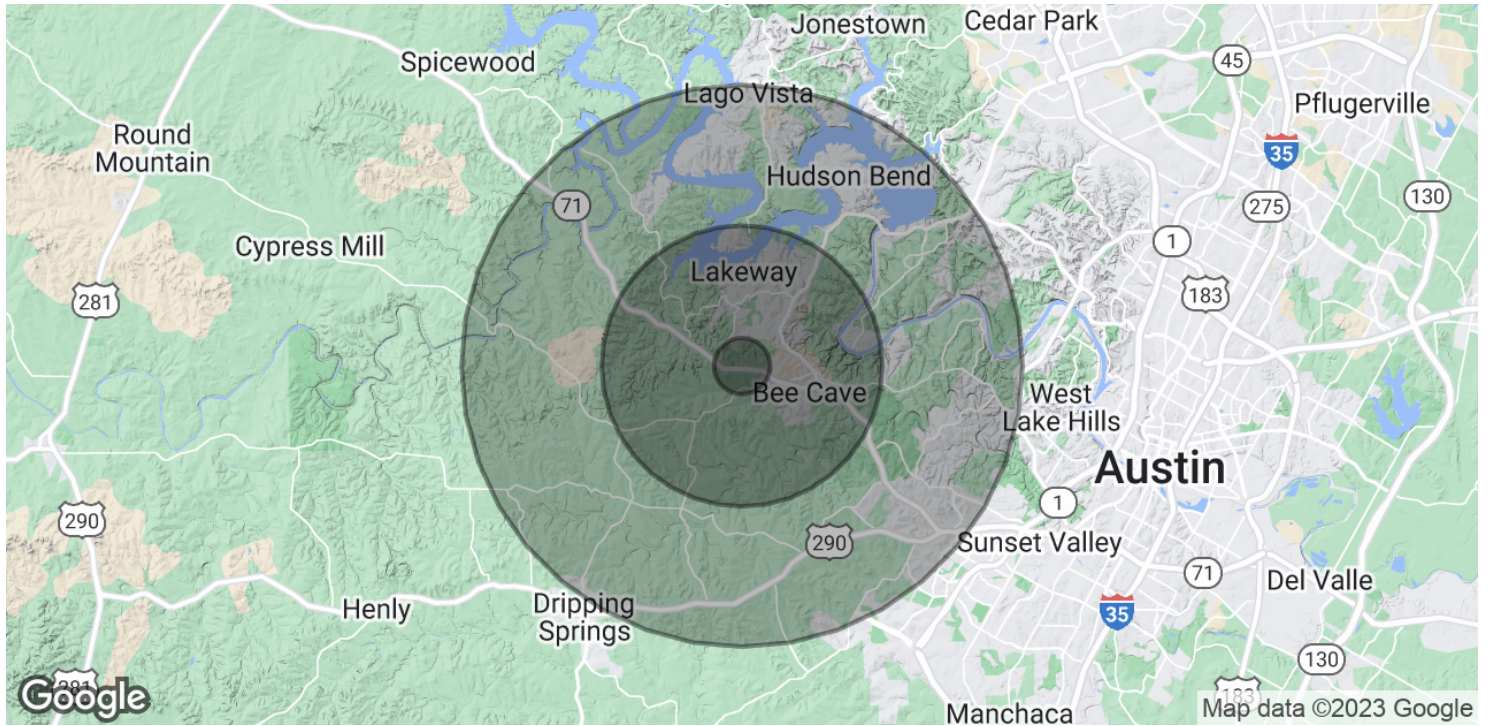 Jonestown
Cedar Park
Spicewood
45
Lago Vista
Pflugerville
Round
Mountain
35
Hudson Bend
71
130
275
Cypress Mill
1
Lakeway
281
183
Bee Cave
West
Lake Hills
Austin
1
290
290
Sunset Valley
71
Del Valle
Henly
Dripping
Springs
35
130
281
183
Google
Manchaca
Map data ©2023 Google